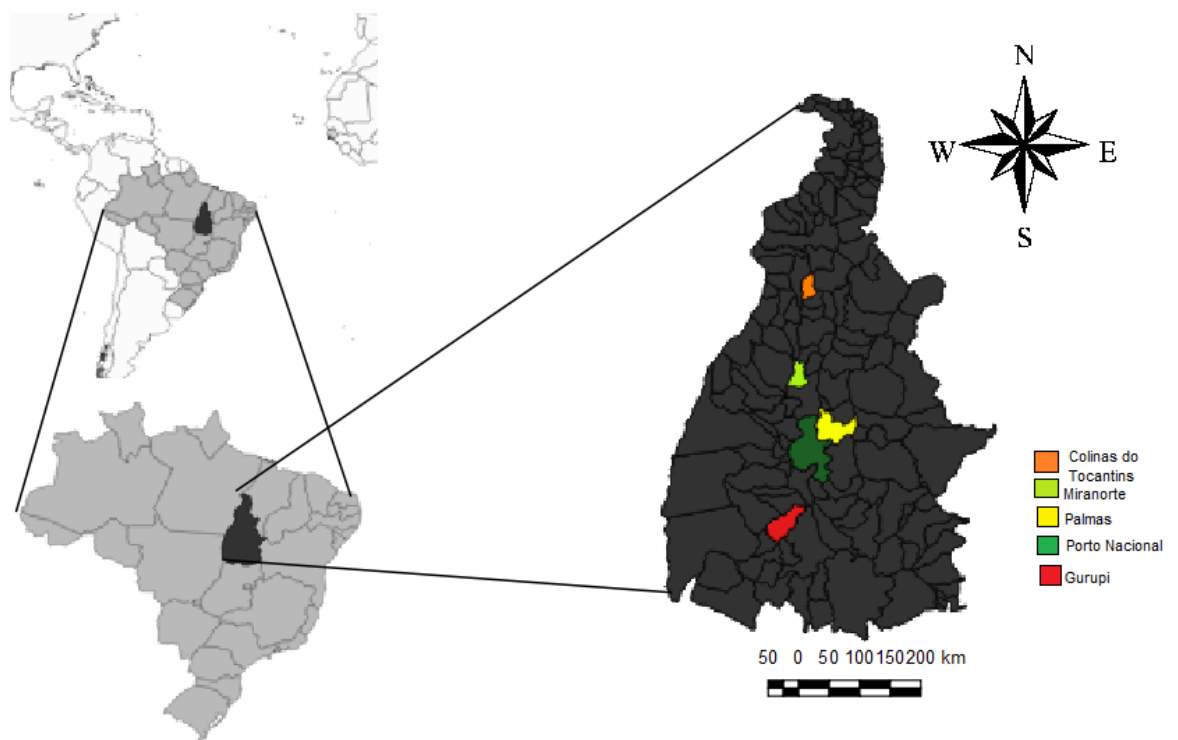 N
W
E
S
Colinas do
Tocantins
Miranorte
Palmas
Porto Nacional
Gurupi
50 0 50 100 150 200 km